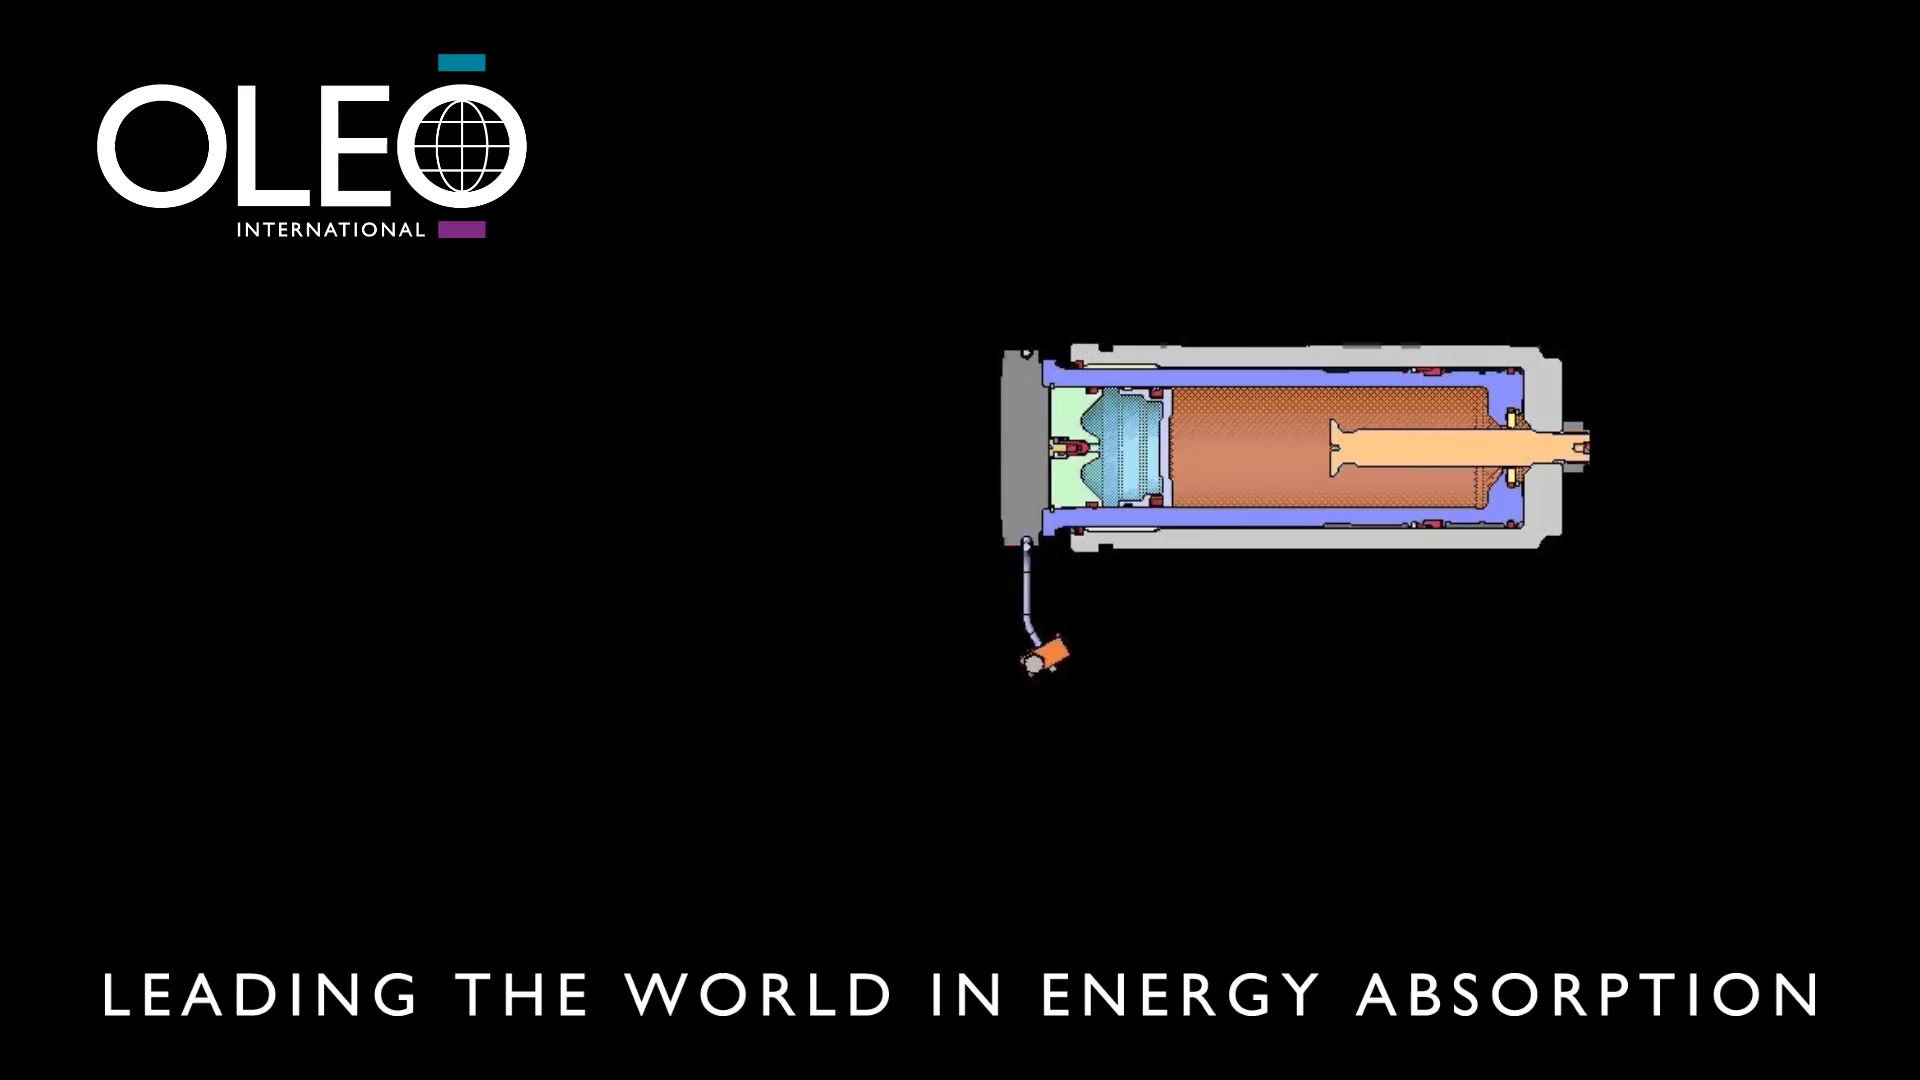 OLEO
INTERNATIONAL
LEADING THE WORLD IN ENERGY ABSORPTION